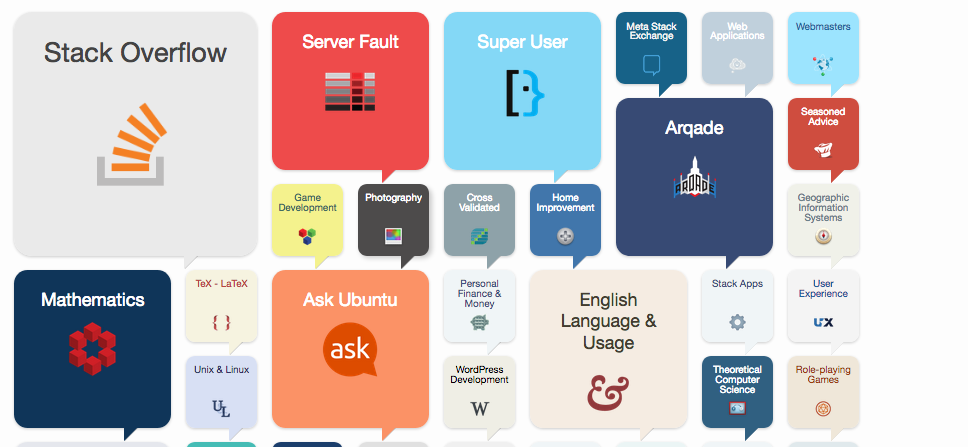 Stack Overflow
Server Fault
Super User
Meta Stack
Exchange
Web
Applications
Webmasters
Arqade
Seasoned
Advice
ARQADE
Game
Development
Photography
Cross
Validated
Home
Improvement
Geographic
Information
Systems
Mathematics
TeX - LaTeX
{ }
Ask Ubuntu
ask
Personal
Finance &
Money
English
Language &
Usage
&
Stack Apps
User
Experience
UX
Unix & Linux
UL
WordPress
Development
W
Theoretical
Computer
Science
Role-playing
Games